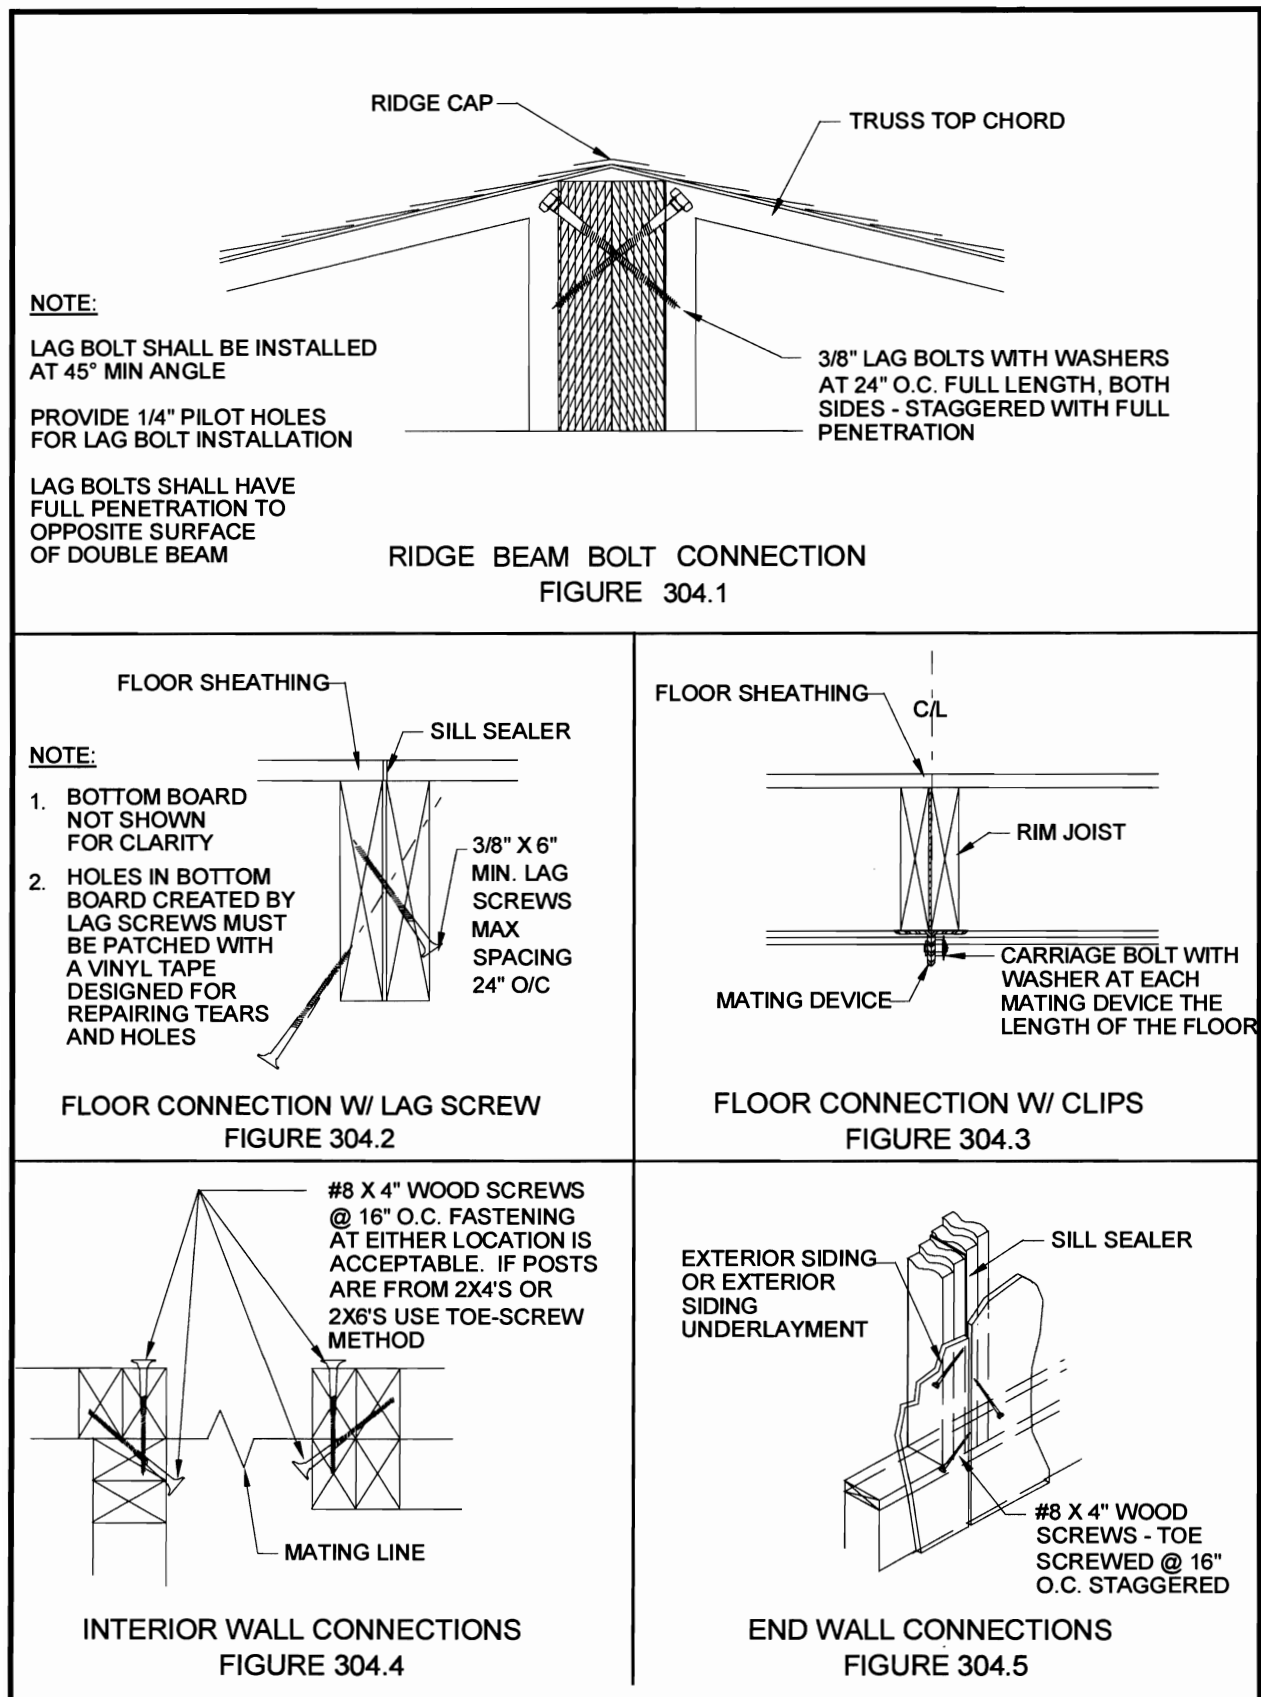 RIDGE CAP
TRUSS TOP CHORD
NOTE:
LAG BOLT SHALL BE INSTALLED
AT 45° MIN ANGLE
PROVIDE 1/4" PILOT HOLES
FOR LAG BOLT INSTALLATION
LAG BOLTS SHALL HAVE
FULL PENETRATION TO
OPPOSITE SURFACE
OF DOUBLE BEAM
3/8" LAG BOLTS WITH WASHERS
AT 24" O.C. FULL LENGTH, BOTH
SIDES - STAGGERED WITH FULL
PENETRATION
RIDGE BEAM BOLT CONNECTION
FIGURE 304.1
FLOOR SHEATHING
SILL SEALER
NOTE:
1. BOTTOM BOARD
NOT SHOWN
FOR CLARITY
2. HOLES IN BOTTOM
BOARD CREATED BY
LAG SCREWS MUST
BE PATCHED WITH
A VINYL TAPE
DESIGNED FOR
REPAIRING TEARS
AND HOLES
3/8" X 6"
MIN. LAG
SCREWS
MAX
SPACING
24" O/C
FLOOR CONNECTION W/ LAG SCREW
FIGURE 304.2
FLOOR SHEATHING
C/L
RIM JOIST
MATING DEVICE
CARRIAGE BOLT WITH
WASHER AT EACH
MATING DEVICE THE
LENGTH OF THE FLOOR
FLOOR CONNECTION W/ CLIPS
FIGURE 304.3
#8 X 4" WOOD SCREWS
@ 16" O.C. FASTENING
AT EITHER LOCATION IS
ACCEPTABLE. IF POSTS
ARE FROM 2X4'S OR
2X6'S USE TOE-SCREW
METHOD
MATING LINE
INTERIOR WALL CONNECTIONS
FIGURE 304.4
EXTERIOR SIDING
OR EXTERIOR
SIDING
UNDERLAYMENT
SILL SEALER
#8 X 4" WOOD
SCREWS - TOE
SCREWED @ 16"
O.C. STAGGERED
END WALL CONNECTIONS
FIGURE 304.5